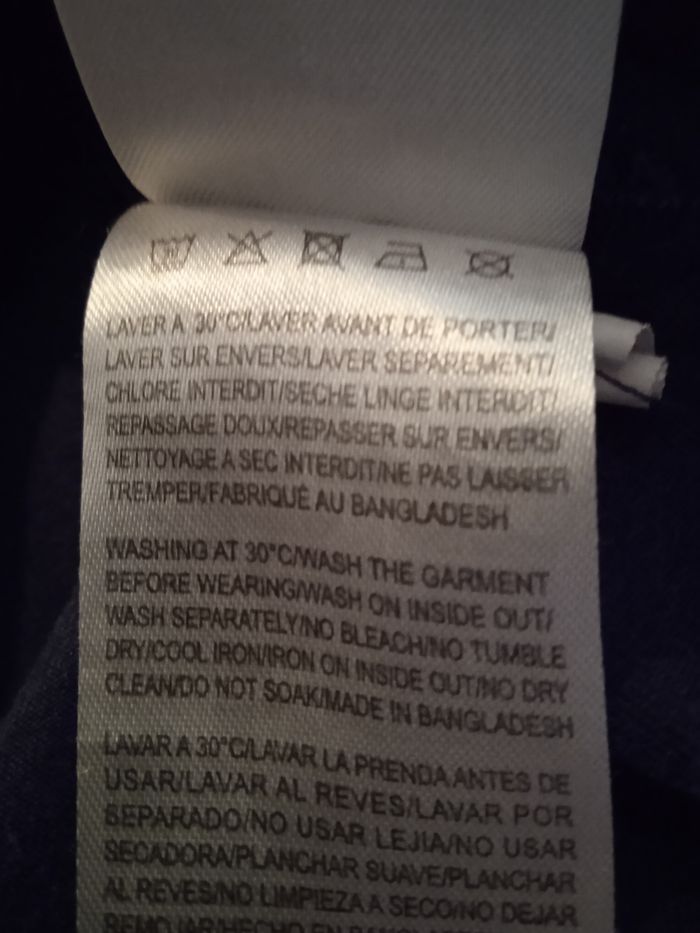 LAVER A 30°C/LAVER AVANT DE PORTER/
LAVER SUR ENVERS/LAVER SEPAREMENT/
CHLORE INTERDIT/SECHE LINGE INTERDIT/
REPASSAGE DOUX/REPASSER SUR ENVERS/
NETTOYAGE A SEC INTERDIT/NE PAS LAISSER
TREMPER/FABRIQUÉ AU BANGLADESH
WASHING AT 30°C/WASH THE GARMENT
BEFORE WEARING/WASH ON INSIDE OUT/
WASH SEPARATELY/NO BLEACH/NO TUMBLE
DRY/COOL IRON/IRON ON INSIDE OUT/NO DRY
CLEAN/DO NOT SOAK/MADE IN BANGLADESH
LAVAR A 30°C/LAVAR LA PRENDA ANTES DE
USAR/LAVAR AL REVES/LAVAR POR
SEPARADO/NO USAR LEJIA/NO USAR
SECADORA/PLANCHAR SUAVE/PLANCHAR
AL REVES/NO LIMPIEZA A SECO/NO DEJAR
REMOJAR/HECHO EN